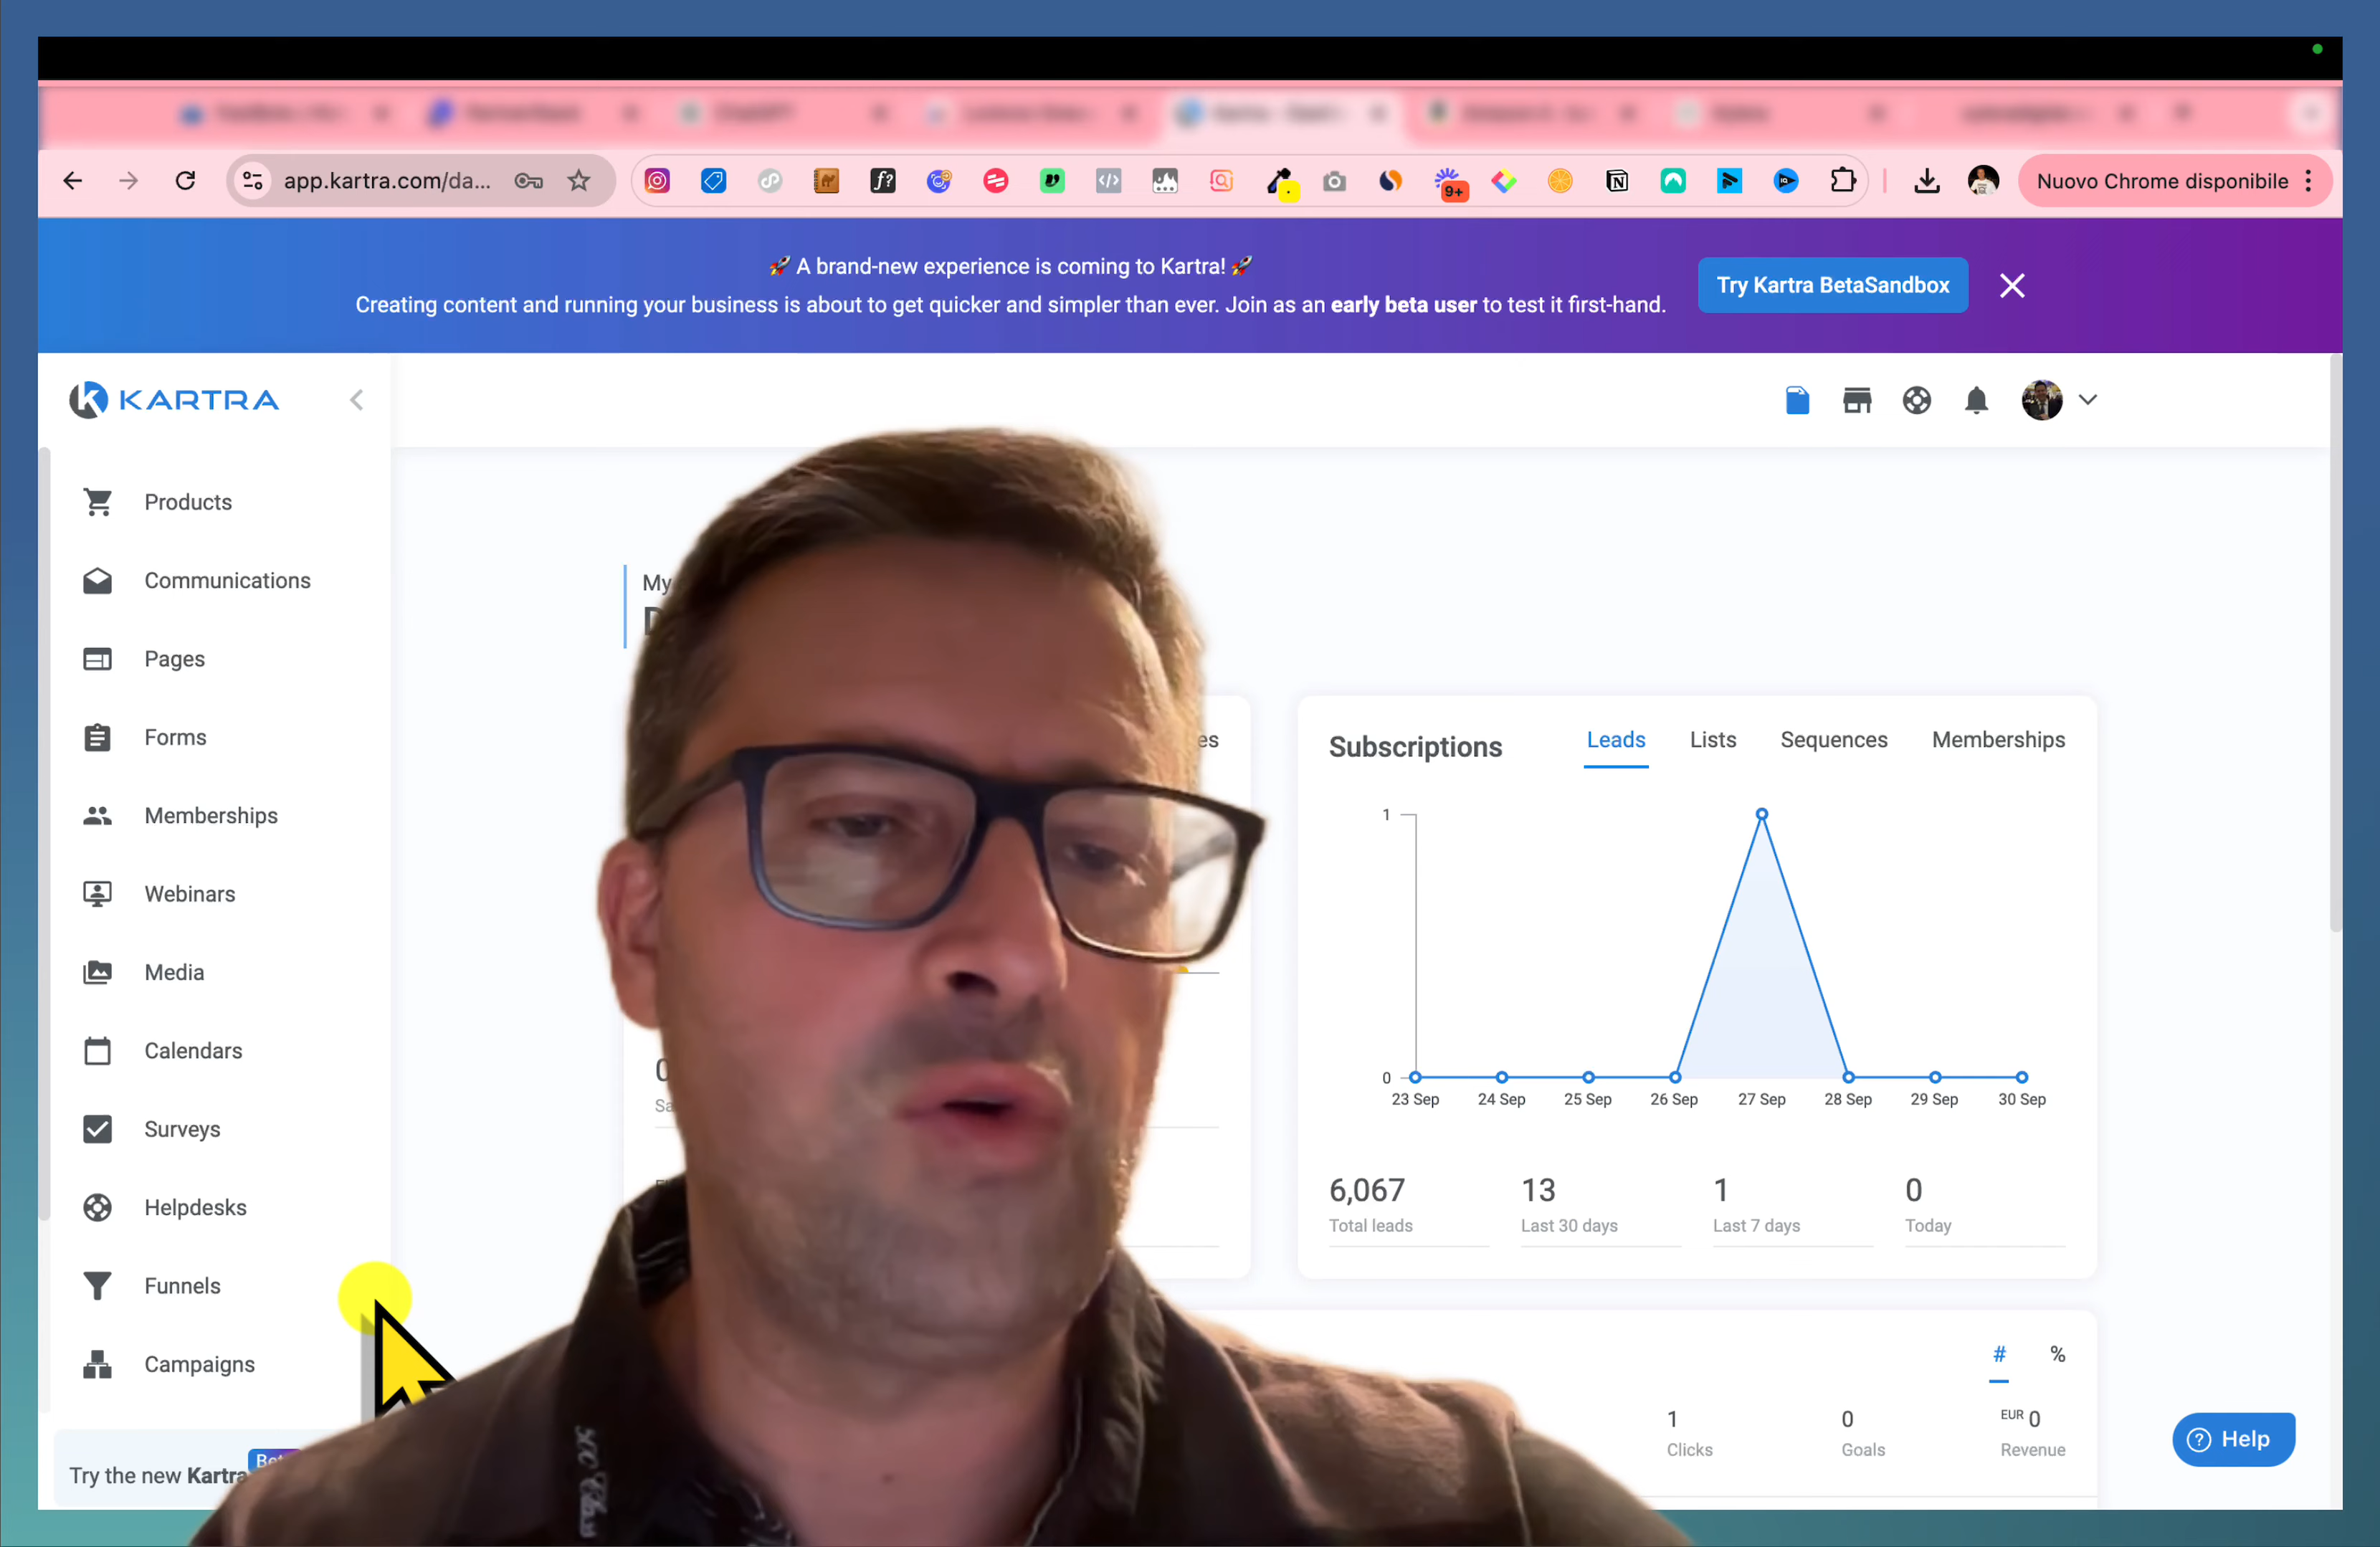 app.kartra.com/da...
9+
Nuovo Chrome disponibile
🚀 A brand-new experience is coming to Kartra! 🚀
Creating content and running your business is about to get quicker and simpler than ever. Join as an early beta user to test it first-hand.
Try Kartra BetaSandbox
KARTRA
Products
Communications
Pages
Forms
Memberships
Webinars
Media
Calendars
Surveys
Helpdesks
Funnels
Campaigns
Try the new Kartra
My
Subscriptions
Leads
Lists
Sequences
Memberships
1
0
23 Sep
24 Sep
25 Sep
26 Sep
27 Sep
28 Sep
29 Sep
30 Sep
6,067
13
1
0
Total leads
Last 30 days
Last 7 days
Today
#
%
1
0
EUR 0
Clicks
Goals
Revenue
Help